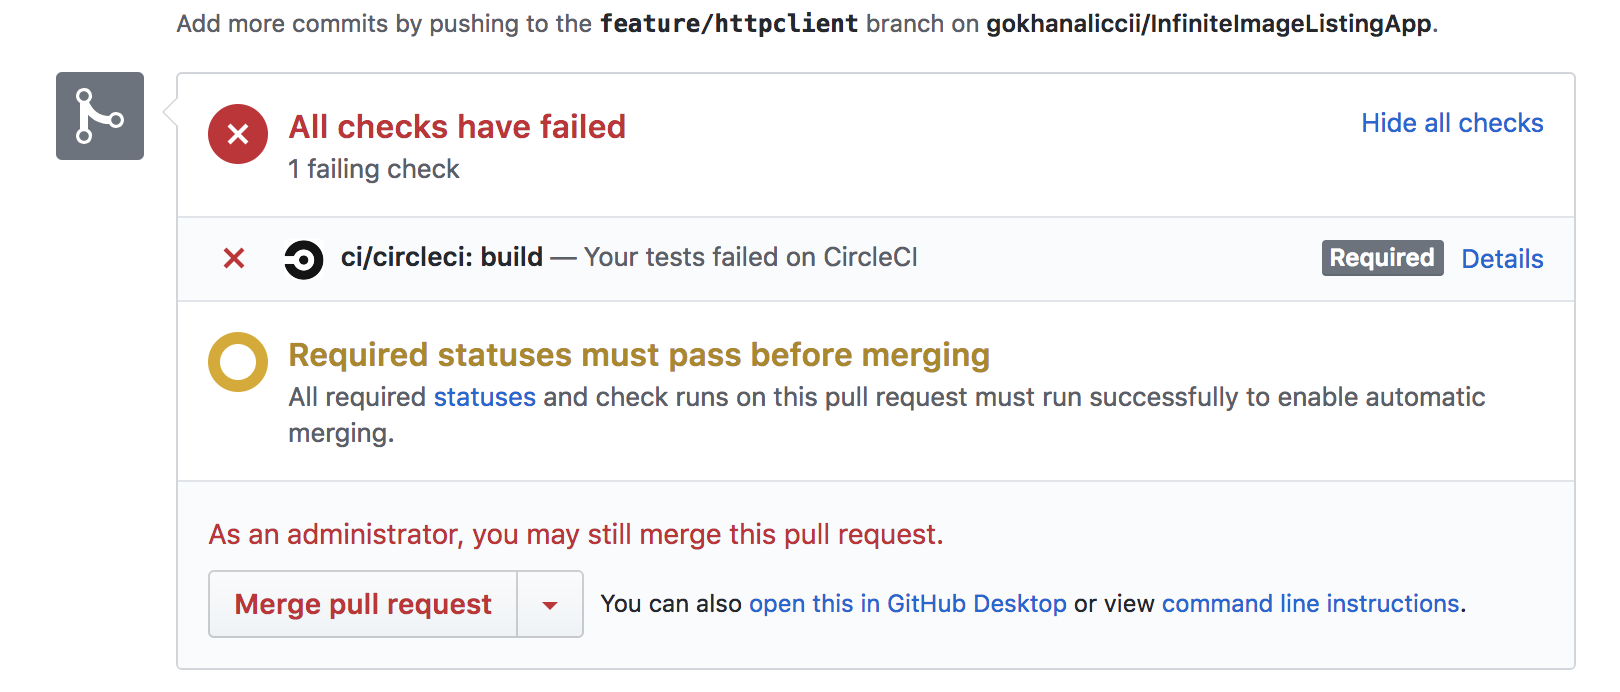 Add more commits by pushing to the feature/httpclient branch on gokhanaliccii/InfiniteImageListingApp.
All checks have failed
Hide all checks
1 failing check
ci/circleci: build — Your tests failed on CircleCI
Required
Details
Required statuses must pass before merging
All required statuses and check runs on this pull request must run successfully to enable automatic
merging.
As an administrator, you may still merge this pull request.
Merge pull request
You can also open this in GitHub Desktop or view command line instructions.